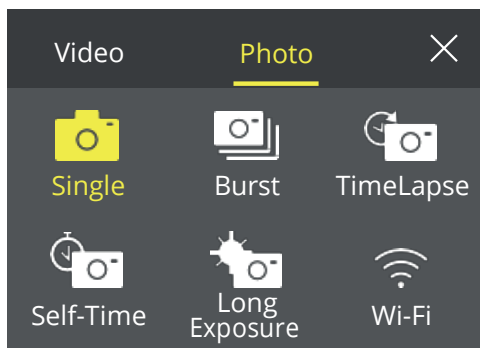 Video Photo
Single Burst TimeLapse
Self-Time Long Exposure Wi-Fi